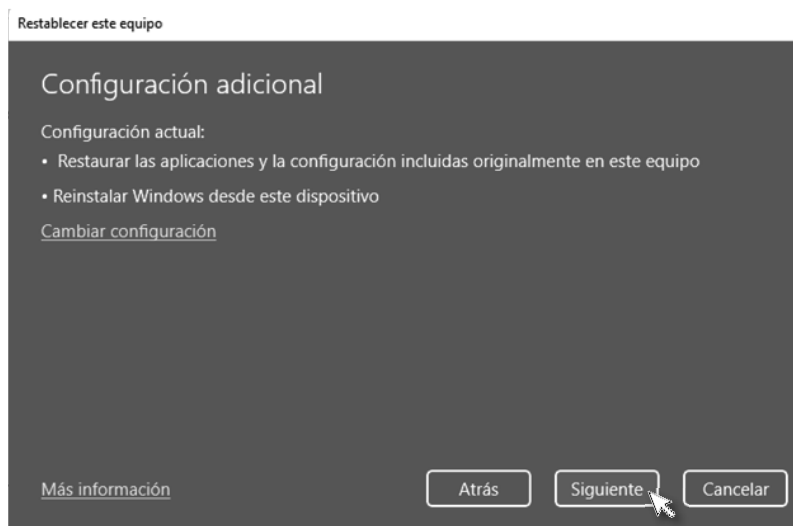 Restablecer este equipo
Configuración adicional
Configuración actual:
• Restaurar las aplicaciones y la configuración incluidas originalmente en este equipo
• Reinstalar Windows desde este dispositivo
Cambiar configuración
Más información
Atrás
Siguiente
Cancelar